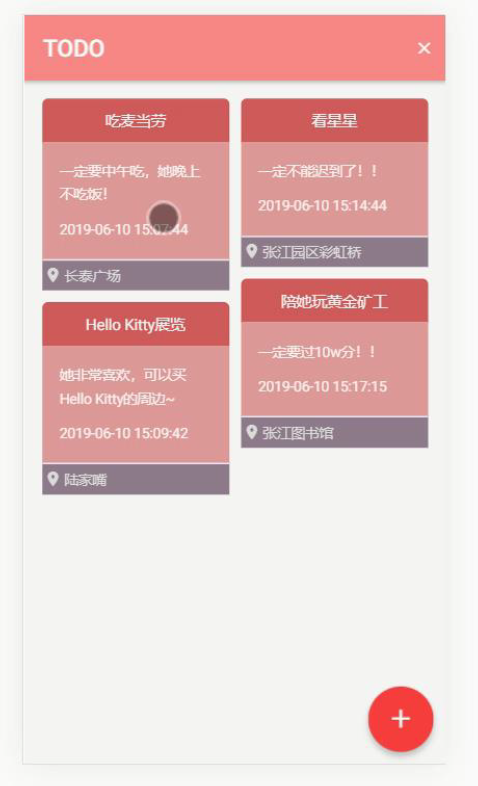 TODO
吃麦当劳
一定要中午吃，她晚上
不吃饭！
2019-06-10 15:07:44
长泰广场
Hello Kitty展览
她非常喜欢，可以买
Hello Kitty的周边~
2019-06-10 15:09:42
陆家嘴
看星星
一定不能迟到了！！
2019-06-10 15:14:44
张江园区彩虹桥
陪她玩黄金矿工
一定要过10w分！！
2019-06-10 15:17:15
张江图书馆